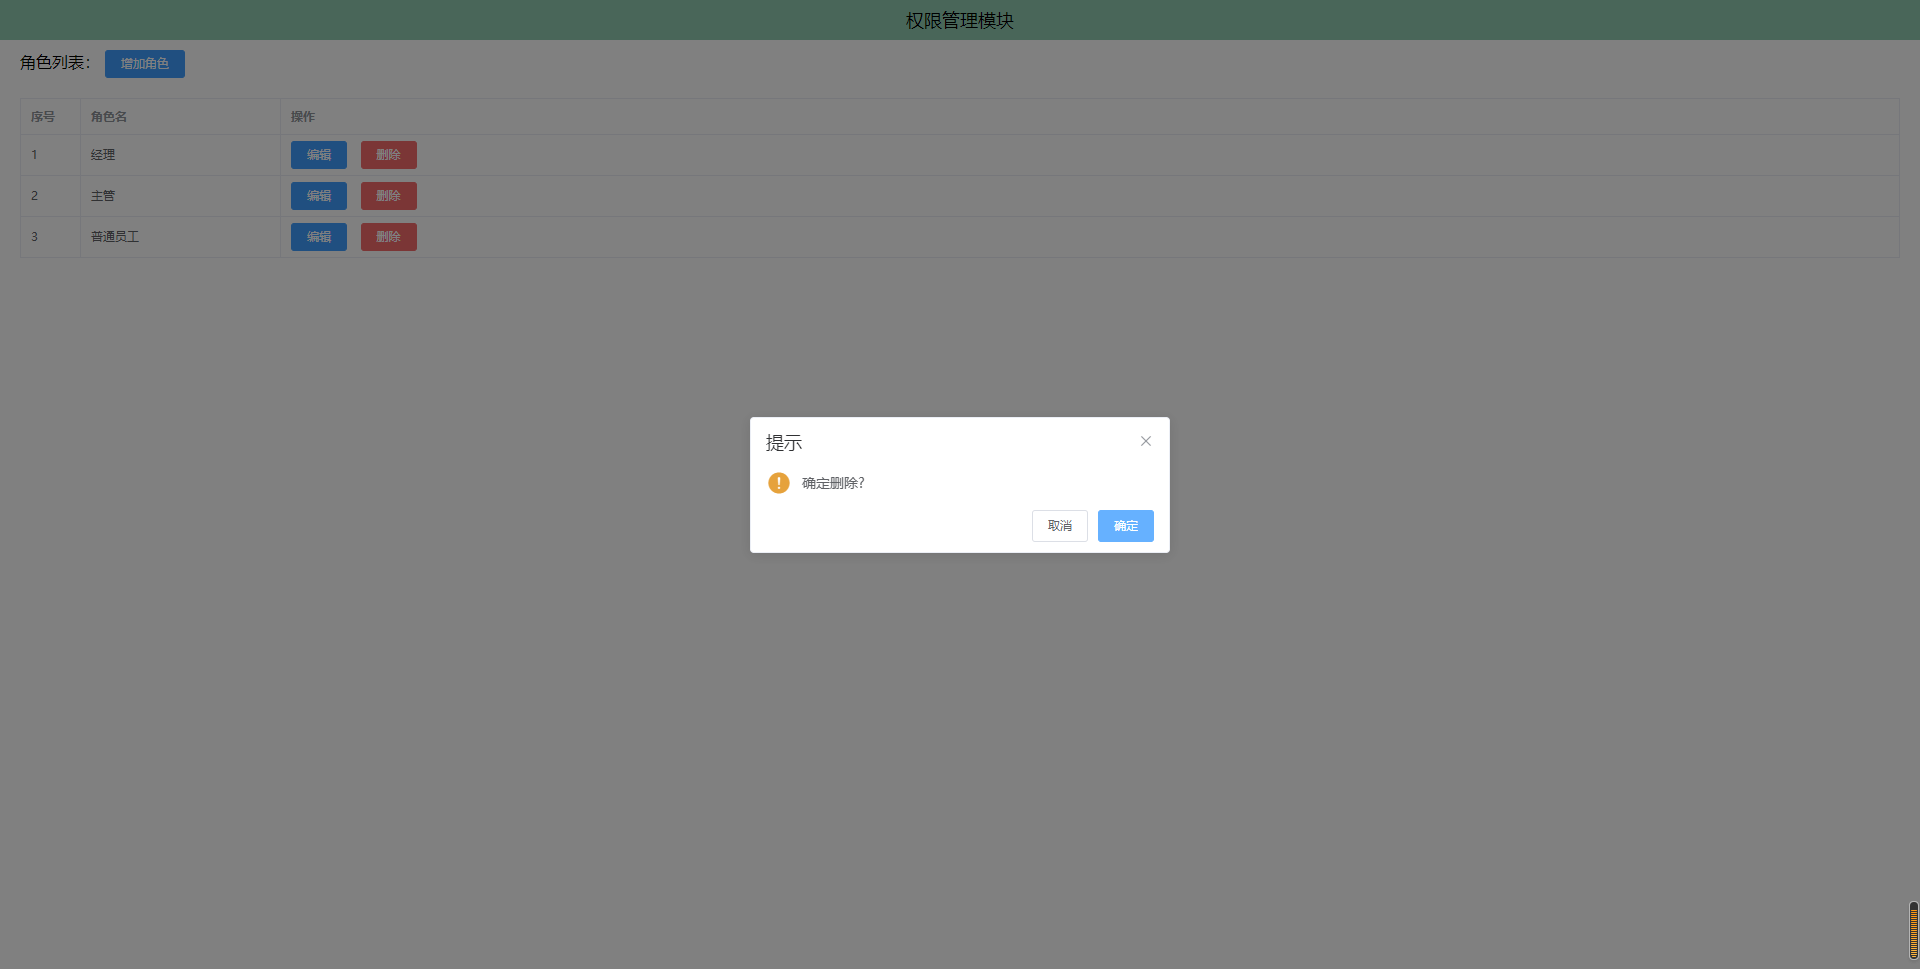 权限管理模块
角色列表： 增加角色
序号 角色名 操作
1 经理 编辑 删除
2 主管 编辑 删除
3 普通员工 编辑 删除
提示
确定删除?
取消 确定